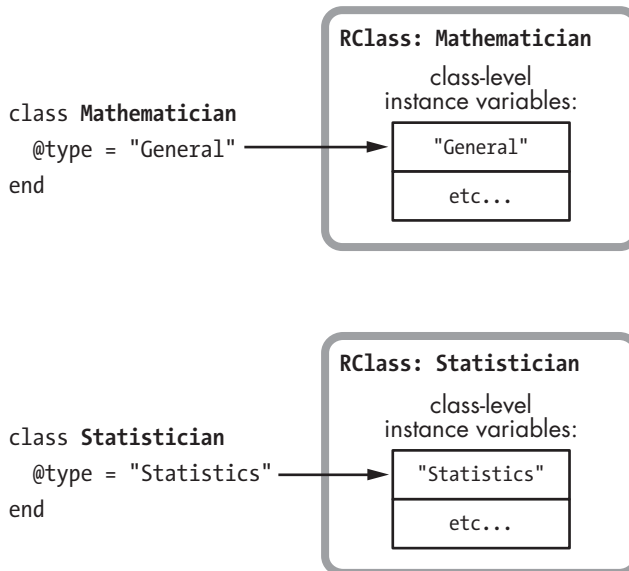 RClass: Mathematician
class-level
instance variables:
class Mathematician
@type = "General"
"General"
end
etc...
RClass: Statistician
class-level
instance variables:
class Statistician
@type = "Statistics"
"Statistics"
end
etc...